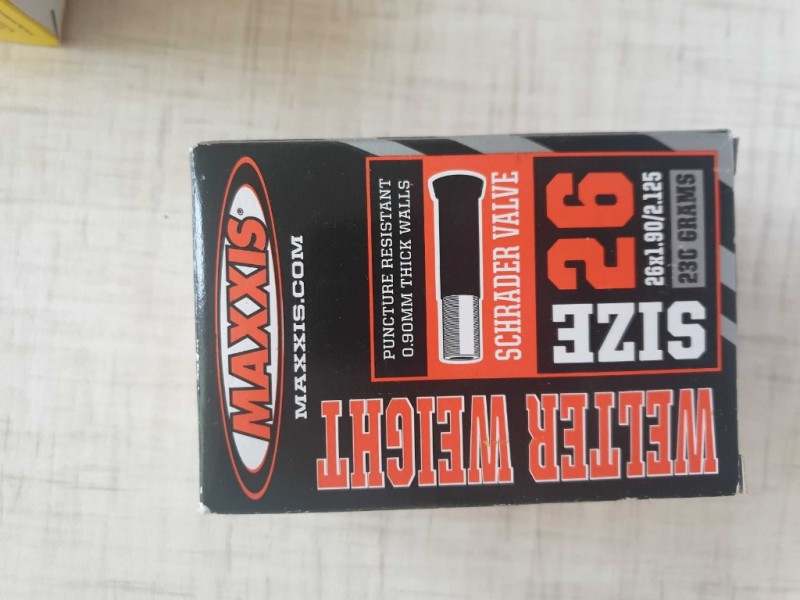 MAXXIS®
MAXXIS.COM
PUNCTURE RESISTANT
0.90MM THICK WALLS
SCHRADER VALVE
SIZE 26
26x1.90/2.125
230 GRAMS
WELTER WEIGHT